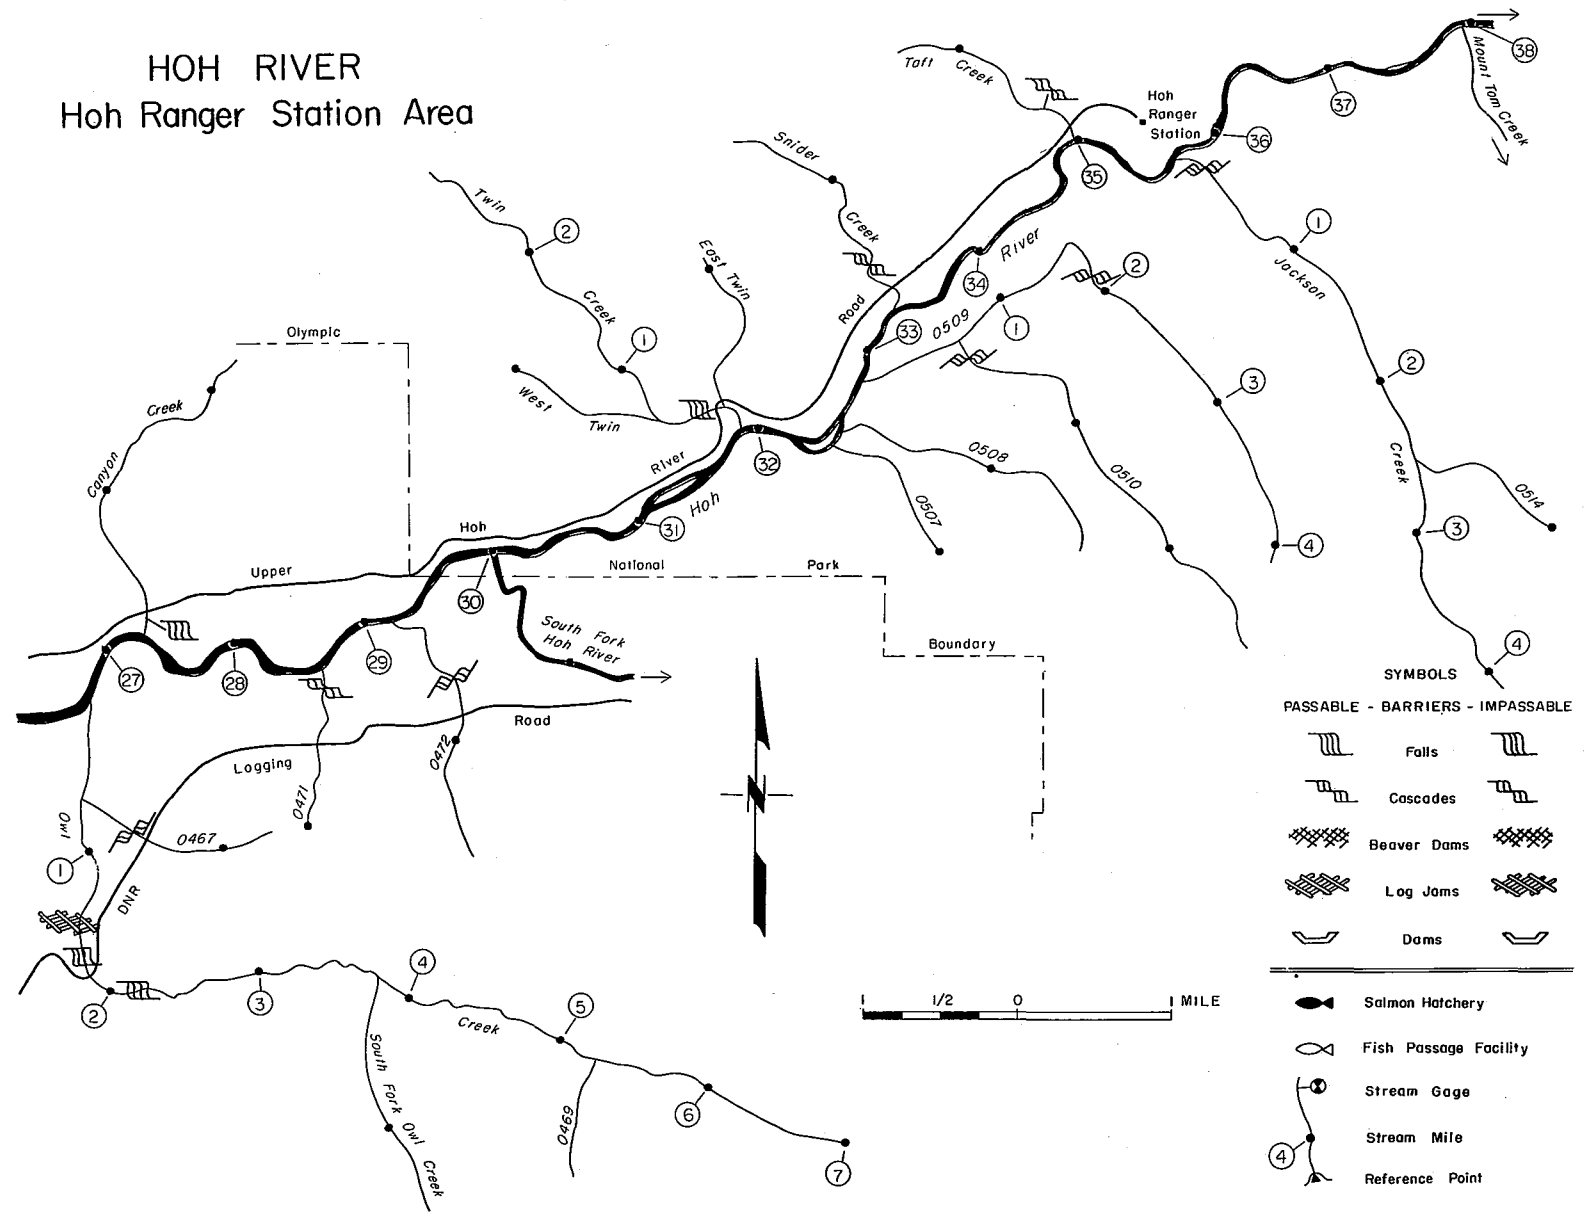 HOH RIVER
Hoh Ranger Station Area
Taft Creek
Hoh
Ranger
Station
38
Mount Tom Creek
37
36
35
Snider
Creek
Twin
2
Creek
1
East Twin
River
34
33
Road
0509
1
2
3
4
1
Jackson
2
Creek
3
0514
4
Olympic
Creek
Canyon
West
Twin
32
River
Hoh
31
0508
0507
0510
Hoh
Upper
National
Park
30
South Fork
Hoh River
Boundary
29
28
27
Road
Logging
0472
0471
0467
Owl
1
DNR
2
3
4
Creek
5
6
7
South Fork Owl Creek
0469
N
1 1/2 0 1 MILE
SYMBOLS
PASSABLE - BARRIERS - IMPASSABLE
Falls
Cascades
Beaver Dams
Log Jams
Dams
Salmon Hatchery
Fish Passage Facility
Stream Gage
Stream Mile
4
Reference Point